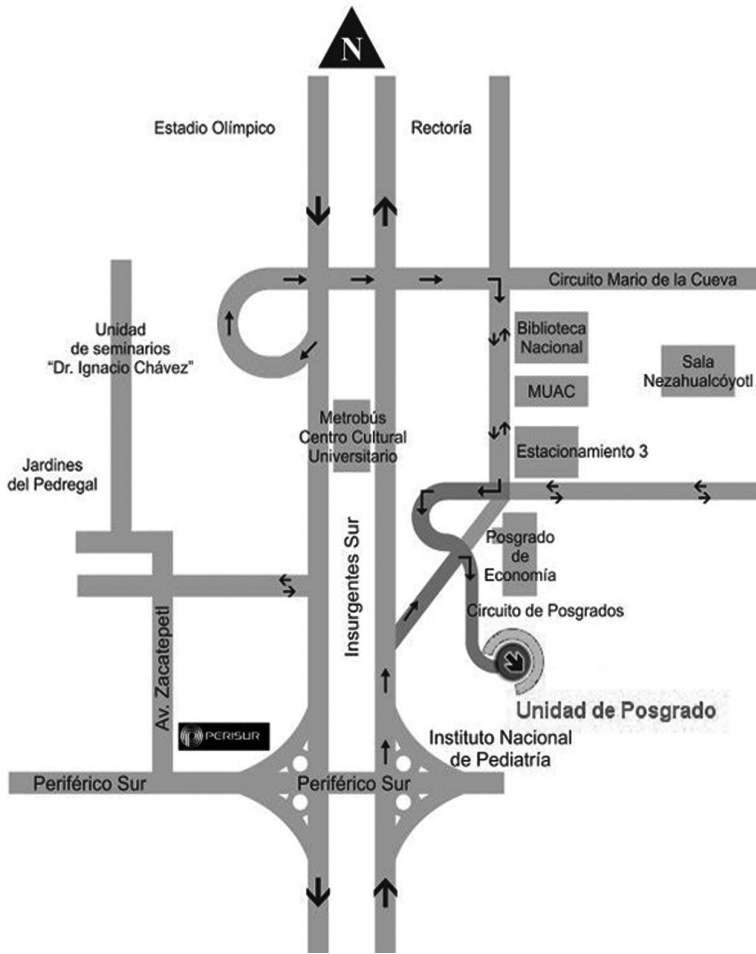 N
Estadio Olímpico
Rectoría
Circuito Mario de la Cueva
Unidad
de seminarios
“Dr. Ignacio Chávez”
Biblioteca
Nacional
Sala
Nezahualcóyotl
MUAC
Metrobús
Centro Cultural
Universitario
Estacionamiento 3
Jardines
del Pedregal
Posgrado
de
Economía
Insurgentes Sur
Circuito de Posgrados
Av. Zacatepetl
Unidad de Posgrado
PERISUR
Instituto Nacional
de Pediatría
Periférico Sur
Periférico Sur